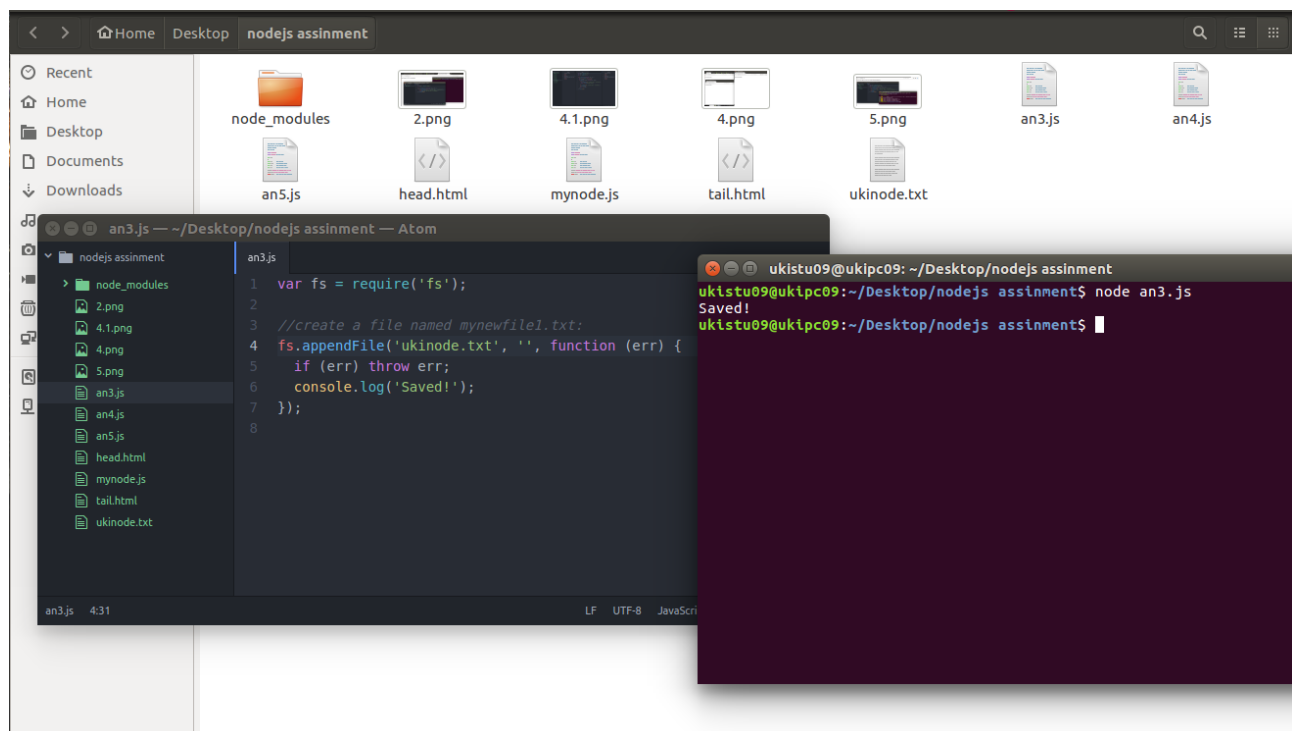 Home Desktop nodejs assinment
Recent
Home
Desktop
Documents
Downloads
node_modules 2.png 4.1.png 4.png 5.png an3.js an4.js
an5.js head.html mynode.js tail.html ukinode.txt
an3.js — ~/Desktop/nodejs assinment — Atom
nodejs assinment
node_modules
2.png
4.1.png
4.png
5.png
an3.js
an4.js
an5.js
head.html
mynode.js
tail.html
ukinode.txt
an3.js
1 var fs = require('fs');
2
3 //create a file named mynewfile1.txt:
4 fs.appendFile('ukinode.txt', '', function (err) {
5 if (err) throw err;
6 console.log('Saved!');
7 });
8
an3.js 4:31 LF UTF-8 JavaScri
ukistu09@ukipc09: ~/Desktop/nodejs assinment
ukistu09@ukipc09:~/Desktop/nodejs assinment$ node an3.js
Saved!
ukistu09@ukipc09:~/Desktop/nodejs assinment$